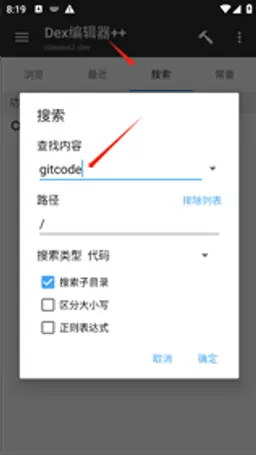 8:19
Dex编辑器++
浏览
最近
搜索
常量
搜索
查找内容
gitcode
路径
排除列表
/
搜索类型 代码
搜索子目录
区分大小写
正则表达式
取消
确定